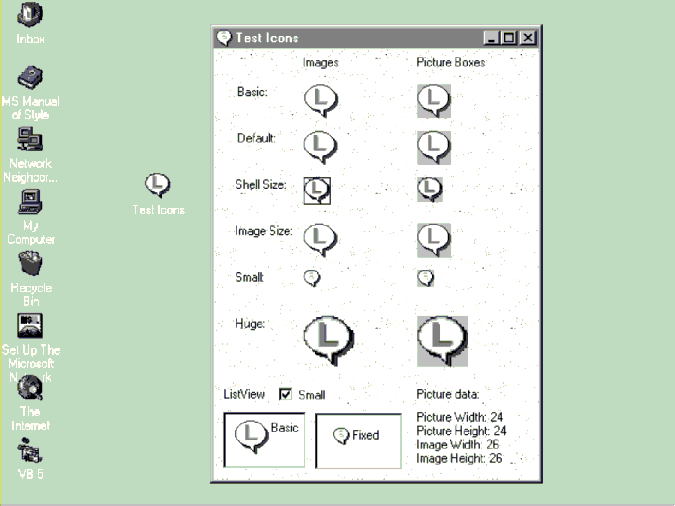 Inbox
MS Manual
of Style
Network
Neighbor...
My
Computer
Recycle
Bin
Set Up The
Microsoft
Network
The
Internet
VB 5
Test Icons
Test Icons
Images Picture Boxes
Basic:
Default:
Shell Size:
Image Size:
Small:
Huge:
ListView Small Picture data:
Basic
Fixed
Picture Width: 24
Picture Height: 24
Image Width: 26
Image Height: 26